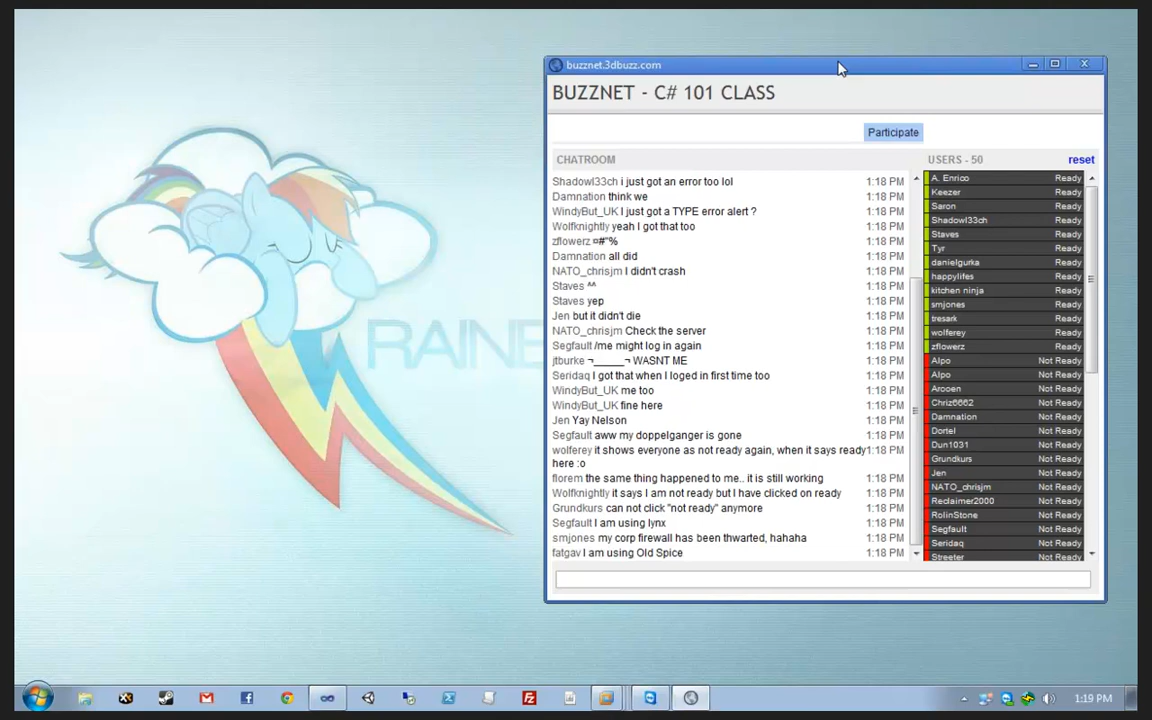 buzznet.3dbuzz.com
BUZZNET - C# 101 CLASS
Participate
CHATROOM
USERS - 50
reset
Shadowl33ch i just got an error too lol 1:18 PM
Damnation think we
WindyBut_UK I just got a TYPE error alert ? 1:18 PM
Wolfknightly yeah I got that too 1:18 PM
zflowerz ¤#"% 1:18 PM
Damnation all did 1:18 PM
NATO_chrisjm I didn't crash 1:18 PM
Staves ^^ 1:18 PM
Staves yep 1:18 PM
Jen but it didn't die 1:18 PM
NATO_chrisjm Check the server 1:18 PM
Segfault /me might log in again 1:18 PM
jtburke ¬_____¬ WASNT ME 1:18 PM
Seridaq I got that when I loged in first time too 1:18 PM
WindyBut_UK me too 1:18 PM
WindyBut_UK fine here 1:18 PM
Jen Yay Nelson 1:18 PM
Segfault aww my doppelganger is gone 1:18 PM
wolferey it shows everyone as not ready again, when it says ready 1:18 PM
here :o
florem the same thing happened to me.. it is still working 1:18 PM
Wolfknightly it says I am not ready but I have clicked on ready 1:18 PM
Grundkurs can not click "not ready" anymore 1:18 PM
Segfault I am using lynx 1:18 PM
smjones my corp firewall has been thwarted, hahaha 1:18 PM
fatgav I am using Old Spice 1:18 PM
A. Enrico Ready
Keezer Ready
Saron Ready
Shadowl33ch Ready
Staves Ready
Tyr Ready
danielgurka Ready
happylifes Ready
kitchen ninja Ready
smjones Ready
tresark Ready
wolferey Ready
zflowerz Ready
Alpo Not Ready
Alpo Not Ready
Arooen Not Ready
Chriz6662 Not Ready
Damnation Not Ready
Dortel Not Ready
Dun1031 Not Ready
Grundkurs Not Ready
Jen Not Ready
NATO_chrisjm Not Ready
Reclaimer2000 Not Ready
RolinStone Not Ready
Segfault Not Ready
Seridaq Not Ready
Streeter Not Ready
1:19 PM